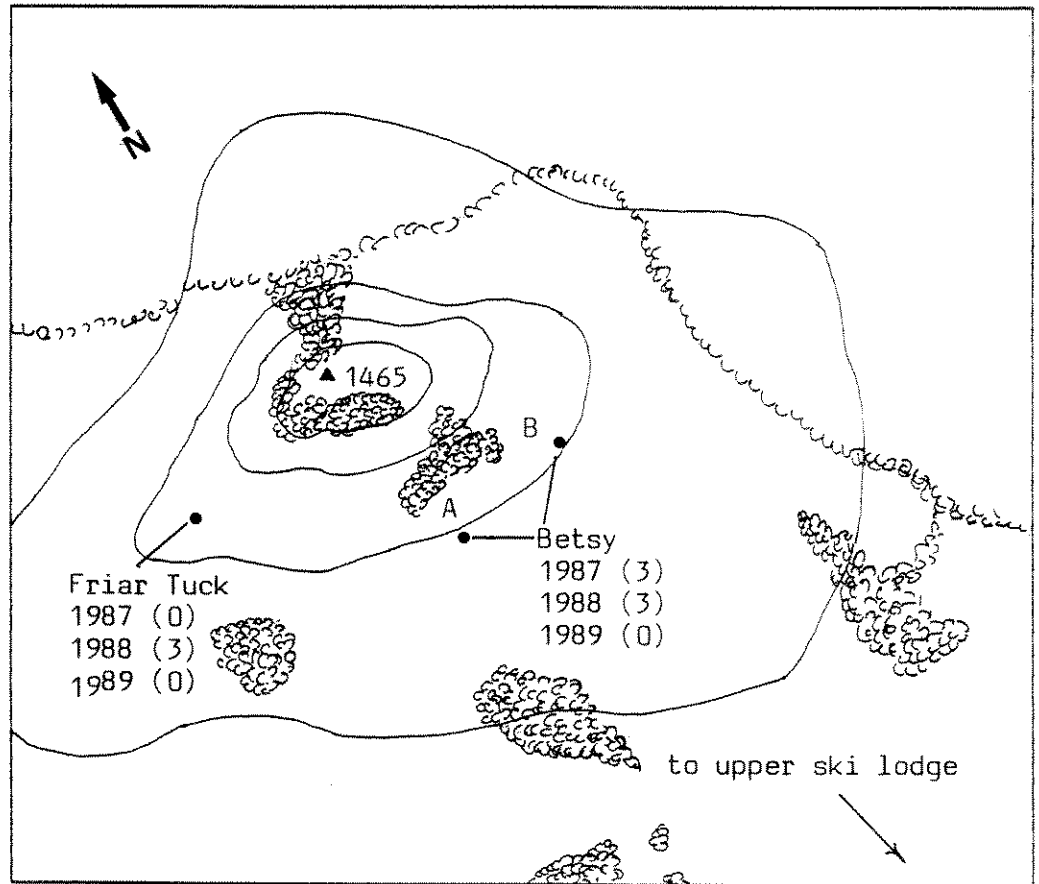 N
1465
B
A
Betsy
1987 (3)
1988 (3)
1989 (0)
Friar Tuck
1987 (0)
1988 (3)
1989 (0)
to upper ski lodge